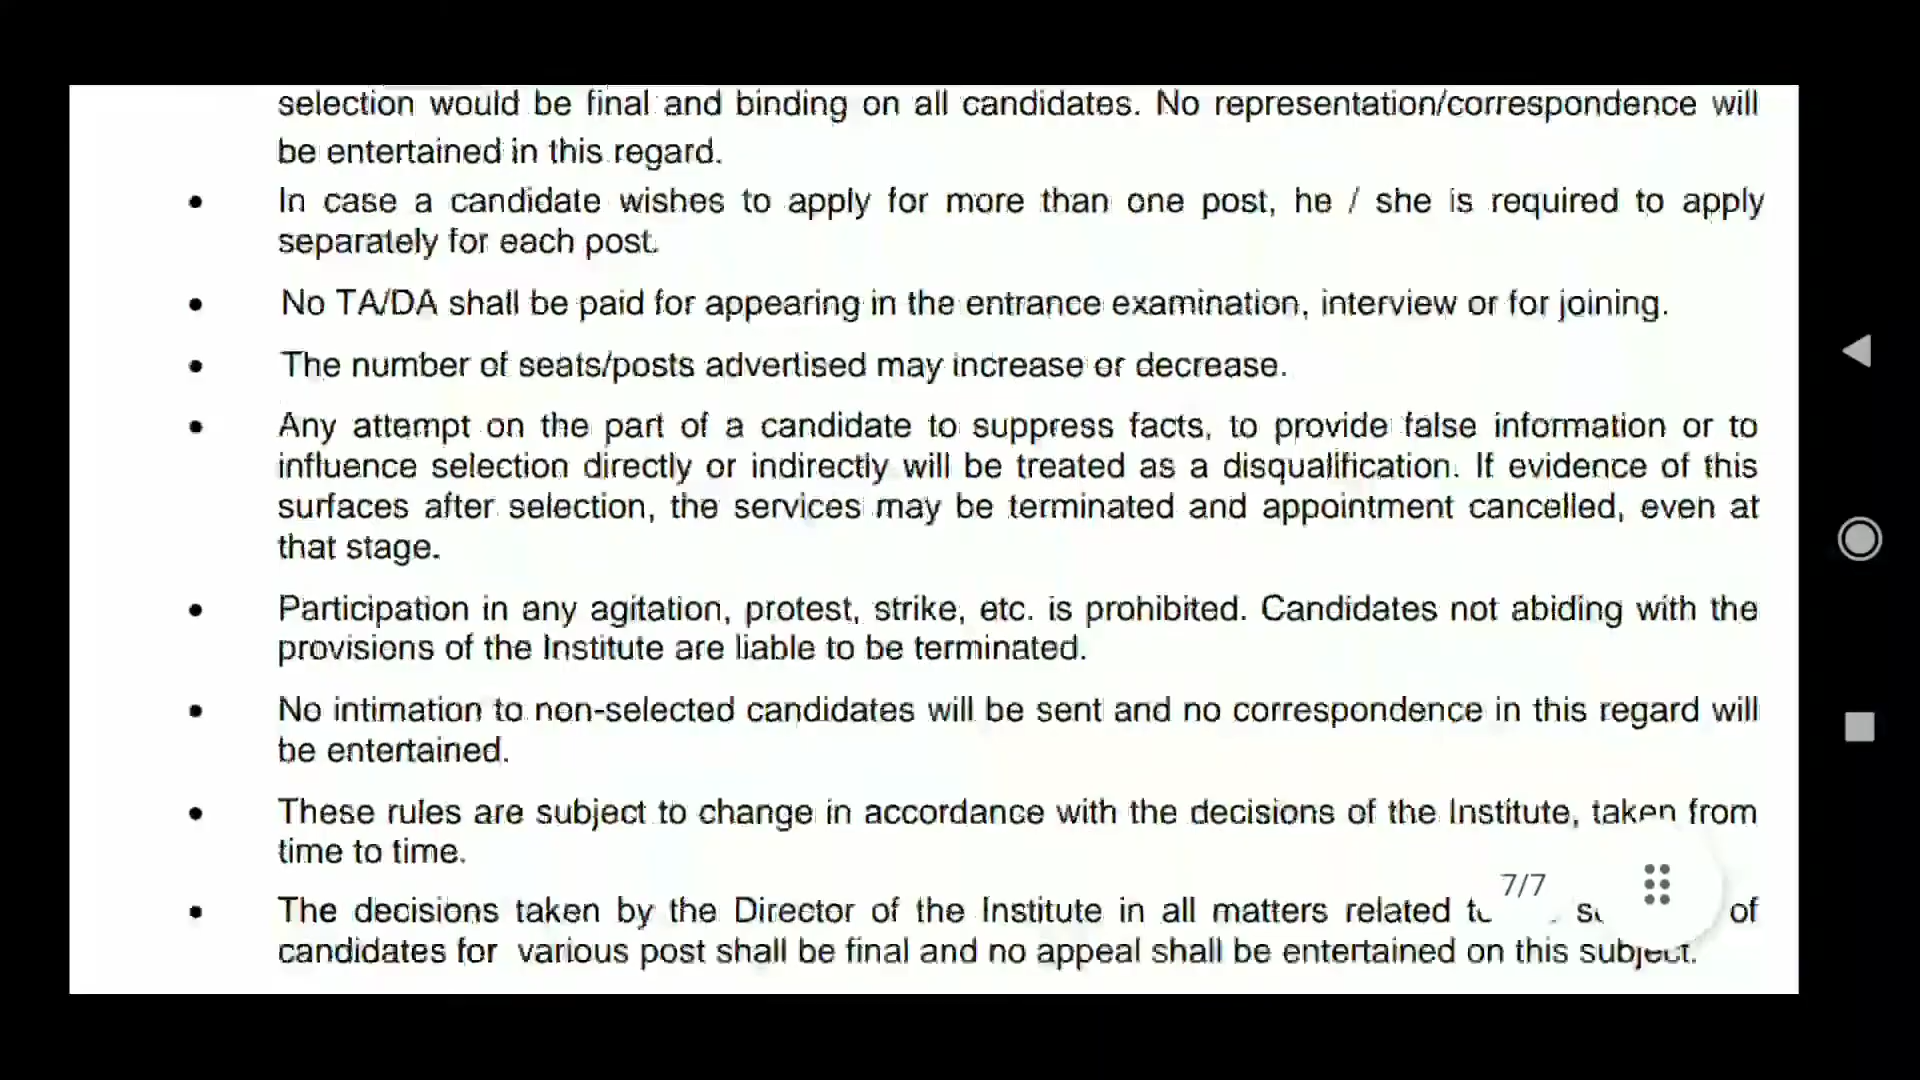 selection would be final and binding on all candidates. No representation/correspondence will
be entertained in this regard.
• In case a candidate wishes to apply for more than one post, he / she is required to apply
separately for each post.
• No TA/DA shall be paid for appearing in the entrance examination, interview or for joining.
• The number of seats/posts advertised may increase or decrease.
• Any attempt on the part of a candidate to suppress facts, to provide false information or to
influence selection directly or indirectly will be treated as a disqualification. If evidence of this
surfaces after selection, the services may be terminated and appointment cancelled, even at
that stage.
• Participation in any agitation, protest, strike, etc. is prohibited. Candidates not abiding with the
provisions of the Institute are liable to be terminated.
• No intimation to non-selected candidates will be sent and no correspondence in this regard will
be entertained.
• These rules are subject to change in accordance with the decisions of the Institute, taken from
time to time.
7/7
• The decisions taken by the Director of the Institute in all matters related of
candidates for various post shall be final and no appeal shall be entertained on this subject.